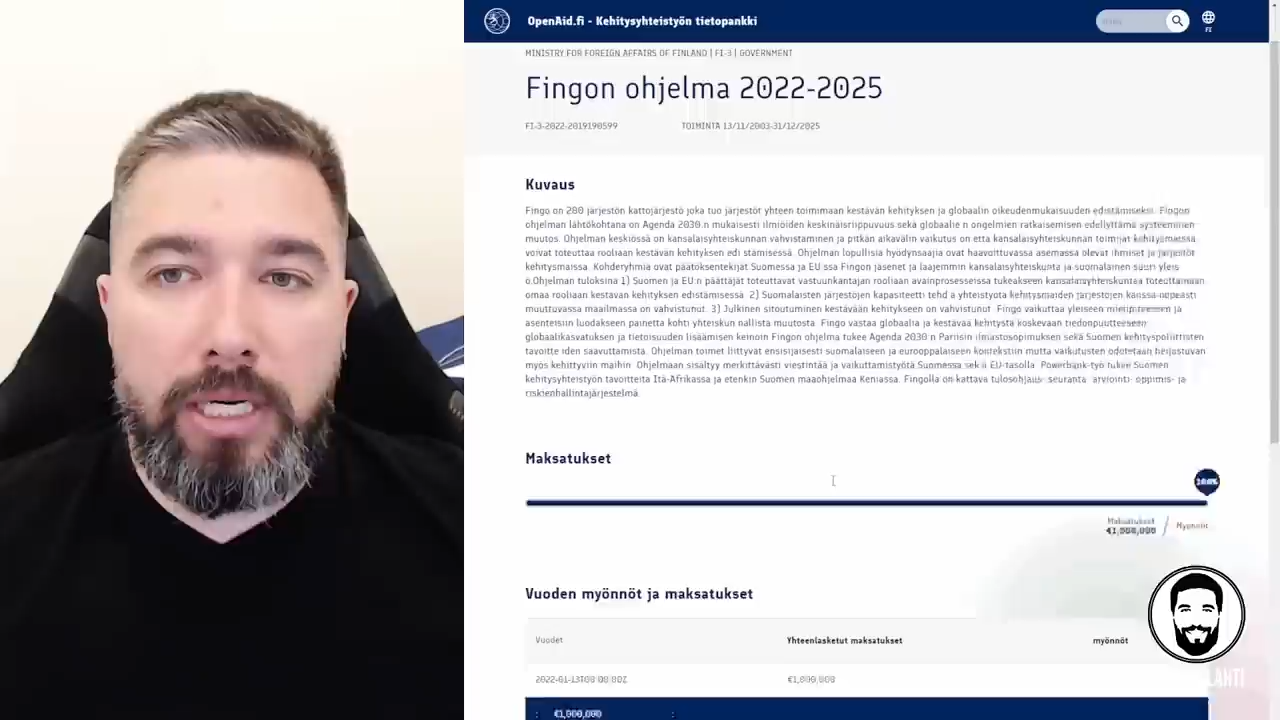 OpenAid.fi - Kehitysyhteistyön tietopankki
FI
MINISTRY FOR FOREIGN AFFAIRS OF FINLAND | FI-3 | GOVERNMENT
Fingon ohjelma 2022-2025
FI-3-2022-2019190599
TOIMINTA 13/11/2003-31/12/2025
Kuvaus
Fingo on 280 järjestön kattojärjestö joka tuo järjestöt yhteen toimimaan kestävän kehityksen ja globaalin oikeudenmukaisuuden edistämiseksi. Fingon
ohjelman lähtökohtana on Agenda 2030:n mukaisesti ilmiöiden keskinäisriippuvuus sekä globaalie n ongelmien ratkaisemisen edellyttämä systeeminen
muutos. Ohjelman keskiössä on kansalaisyhteiskunnan vahvistaminen ja pitkän aikavälin vaikutus on että kansalaisyhteiskunnan toimijat kehitysmaissa
voivat toteuttaa rooliaan kestävän kehityksen edi stämisessä. Ohjelman lopullisia hyödynsaajia ovat haavoittuvassa asemassa olevat ihmiset ja järjestöt
kehitysmaissa. Kohderyhmiä ovat päätöksentekijät Suomessa ja EU:ssa Fingon jäsenet ja laajemmin kansalaisyhteiskunta ja suomalainen suuri yleis
ö.Ohjelman tuloksina 1) Suomen ja EU:n päättäjät toteuttavat vastuunkantajan rooliaan avainprosesseissa tukeakseen kansalaisyhteiskuntaa toteuttamaan
omaa rooliaan kestävän kehityksen edistämisessä. 2) Suomalaisten järjestöjen kapasiteetti tehd ä yhteistyötä kehitysmaiden järjestöjen kanssa nopeasti
muuttuvassa maailmassa on vahvistunut. 3) Julkinen sitoutuminen kestävään kehitykseen on vahvistunut. Fingo vaikuttaa yleiseen mielipiteeseen ja
asenteisiin luodakseen painetta kohti yhteiskun nallista muutosta. Fingo vastaa globaalia ja kestävää kehitystä koskevaan tiedonpuutteeseen
globaalikasvatuksen ja tietoisuuden lisäämisen keinoin Fingon ohjelma tukee Agenda 2030:n Pariisin ilmastosopimuksen sekä Suomen kehityspoliittisten
tavoitte iden saavuttamista. Ohjelman toimet liittyvät ensisijaisesti suomalaiseen ja eurooppalaiseen kontekstiin mutta vaikutusten odotetaan heijastuvan
myös kehittyviin maihin. Ohjelmaan sisältyy merkittävästi viestintää ja vaikuttamistyötä Suomessa sek ä EU-tasolla. Powerbank-työ tukee Suomen
kehitysyhteistyön tavoitteita Itä-Afrikassa ja etenkin Suomen maaohjelmaa Keniassa. Fingolla on kattava tulosohjaus- seuranta- arviointi- oppimis- ja
riskienhallintajärjestelmä.
Maksatukset
Maksatukset
€1,000,000
Myönnöt
Vuoden myönnöt ja maksatukset
Vuodet
Yhteenlasketut maksatukset
myönnöt
2022-01-13T00:00:00Z
€1,000,000
: €1,000,000 :